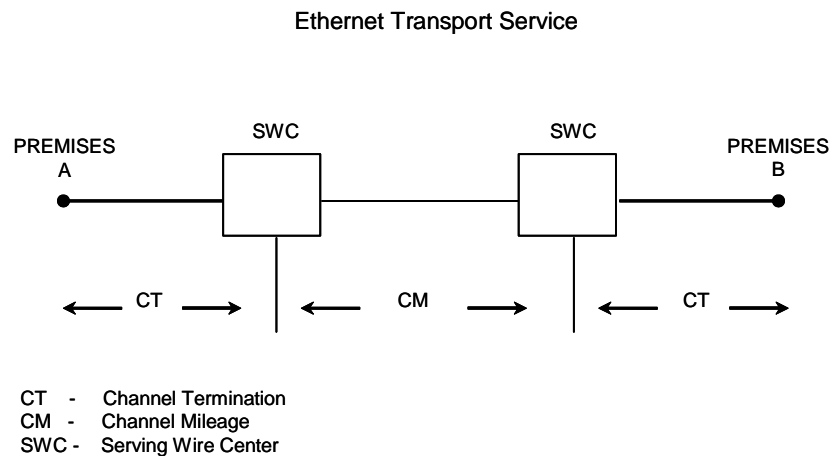 Ethernet Transport Service
SWC
SWC
PREMISES
A
PREMISES
B
CT
CM
CT
CT - Channel Termination
CM - Channel Mileage
SWC - Serving Wire Center